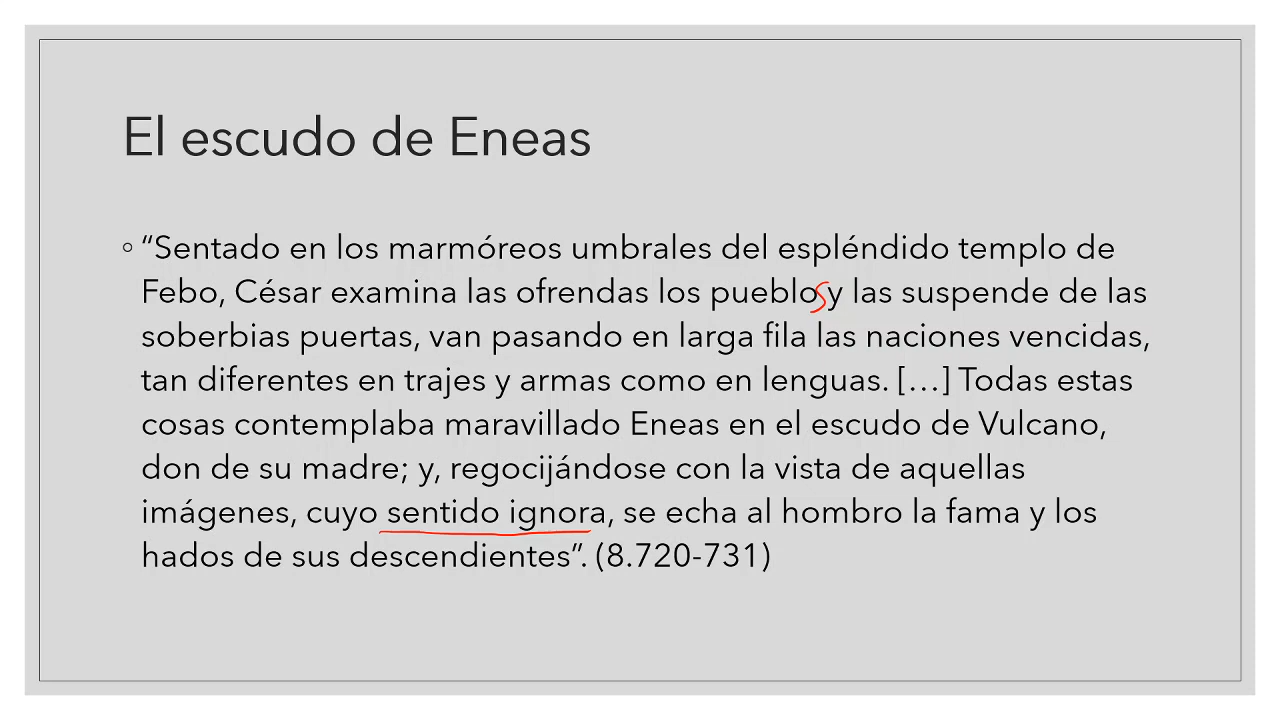 El escudo de Eneas
◦ “Sentado en los marmóreos umbrales del espléndido templo de
Febo, César examina las ofrendas los pueblos y las suspende de las
soberbias puertas, van pasando en larga fila las naciones vencidas,
tan diferentes en trajes y armas como en lenguas. […] Todas estas
cosas contemplaba maravillado Eneas en el escudo de Vulcano,
don de su madre; y, regocijándose con la vista de aquellas
imágenes, cuyo sentido ignora, se echa al hombro la fama y los
hados de sus descendientes”. (8.720-731)